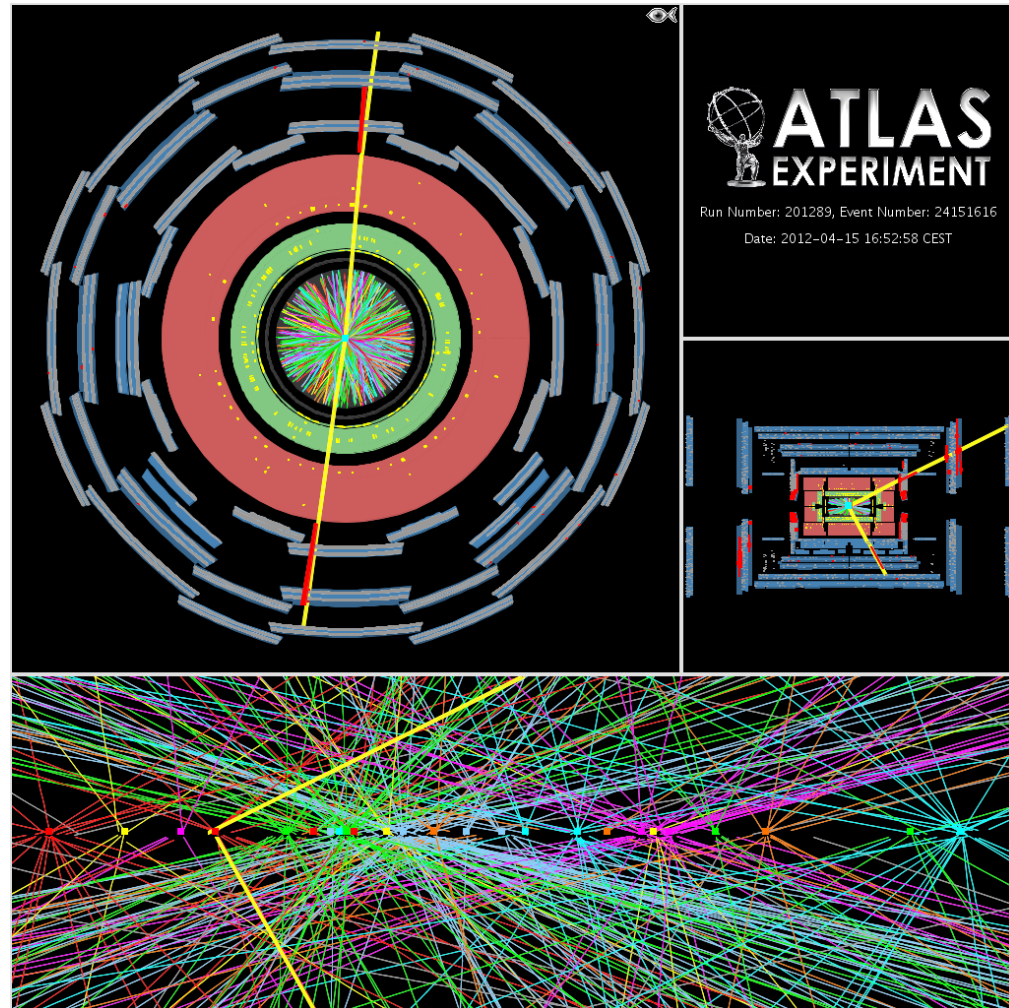 ATLAS
EXPERIMENT
Run Number: 201289, Event Number: 24151616
Date: 2012-04-15 16:52:58 CEST